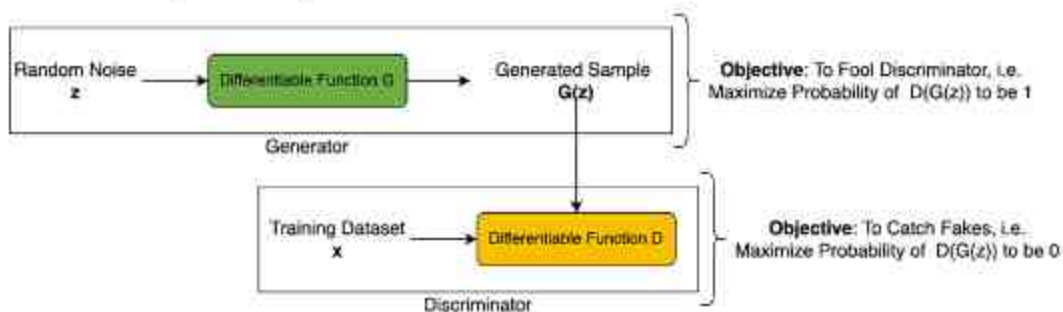 Random Noise
z
Differentiable Function G
Generated Sample
G(z)
Objective: To Fool Discriminator, i.e.
Maximize Probability of D(G(z)) to be 1
Generator
Training Dataset
x
Differentiable Function D
Objective: To Catch Fakes, i.e.
Maximize Probability of D(G(z)) to be 0
Discriminator